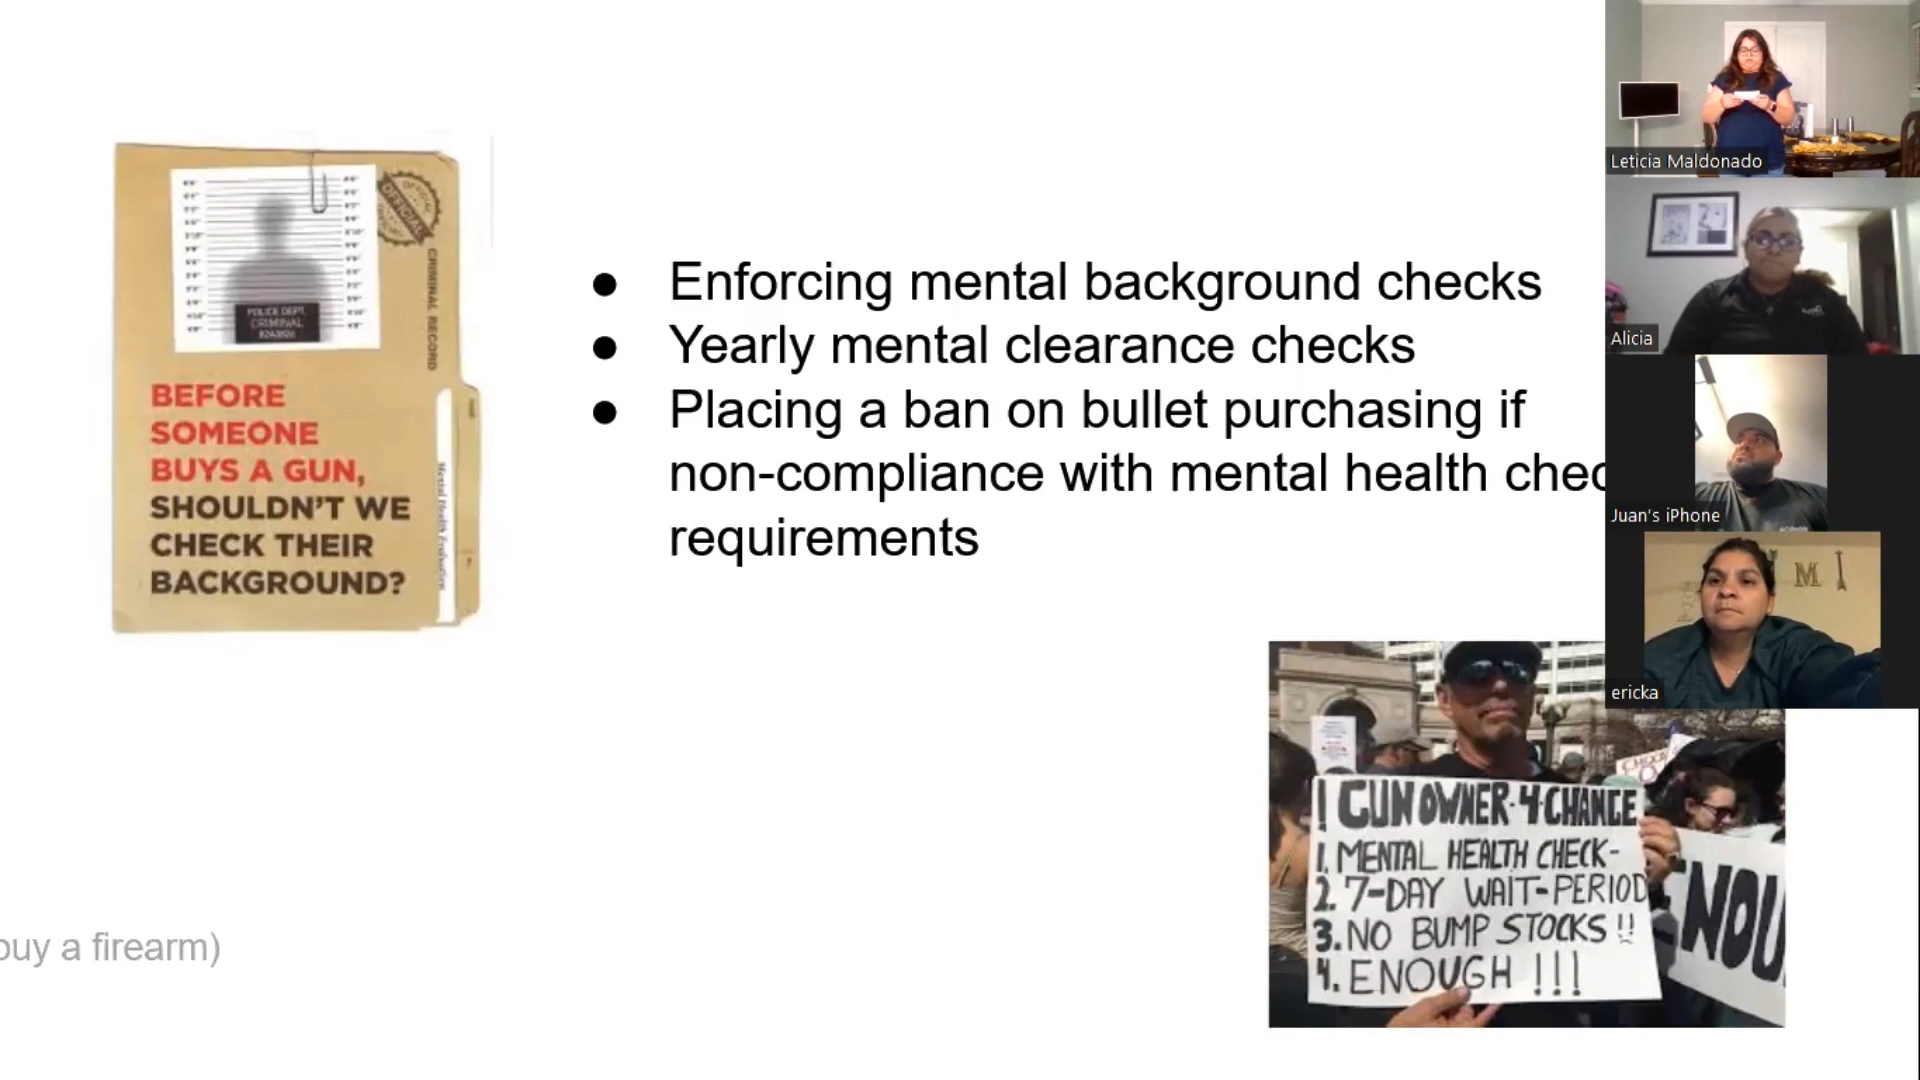 OFFICIAL
CRIMINAL RECORD
POLICE DEPT.
CRIMINAL
BEFORE
SOMEONE
BUYS A GUN,
SHOULDN'T WE
CHECK THEIR
BACKGROUND?
Mental Health Evaluation
● Enforcing mental background checks
● Yearly mental clearance checks
● Placing a ban on bullet purchasing if
non-compliance with mental health chec
requirements
buy a firearm)
1 GUN OWNER-4-CHANGE
1. MENTAL HEALTH CHECK-
2. 7-DAY WAIT-PERIOD
3. NO BUMP STOCKS !!
4. ENOUGH !!!
ENOU
Leticia Maldonado
Alicia
Juan's iPhone
M
ericka